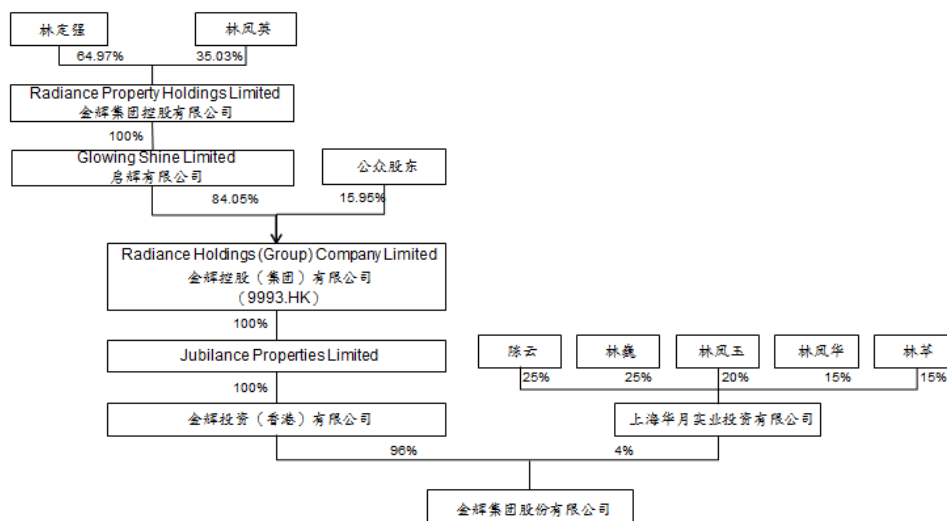 林定强
林凤英
64.97%
35.03%
Radiance Property Holdings Limited
金辉集团控股有限公司
100%
Glowing Shine Limited
启辉有限公司
公众股东
84.05%
15.95%
Radiance Holdings (Group) Company Limited
金辉控股（集团）有限公司
（9993.HK）
100%
Jubilance Properties Limited
陈云
林巍
林凤玉
林凤华
林苹
25%
25%
20%
15%
15%
100%
金辉投资（香港）有限公司
上海华月实业投资有限公司
96%
4%
金辉集团股份有限公司